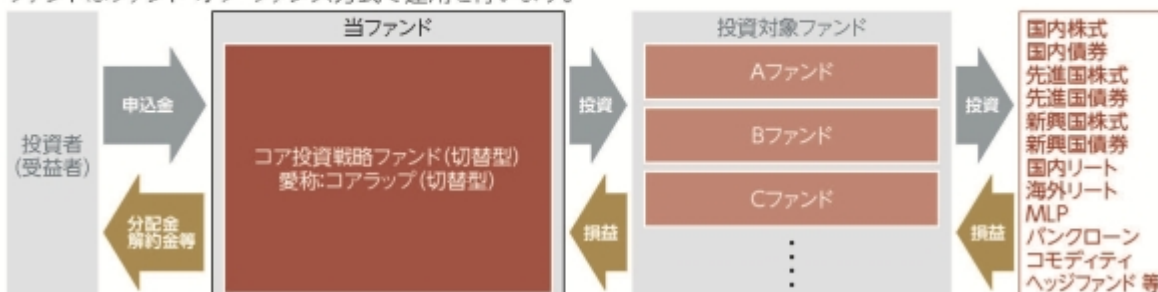 当ファンド
投資対象ファンド
投資者
(受益者)
申込金
分配金
解約金等
コア投資戦略ファンド(切替型)
愛称:コアラップ(切替型)
投資
損益
Aファンド
Bファンド
Cファンド
投資
損益
国内株式
国内債券
先進国株式
先進国債券
新興国株式
新興国債券
国内リート
海外リート
MLP
バンクローン
コモディティ
ヘッジファンド 等